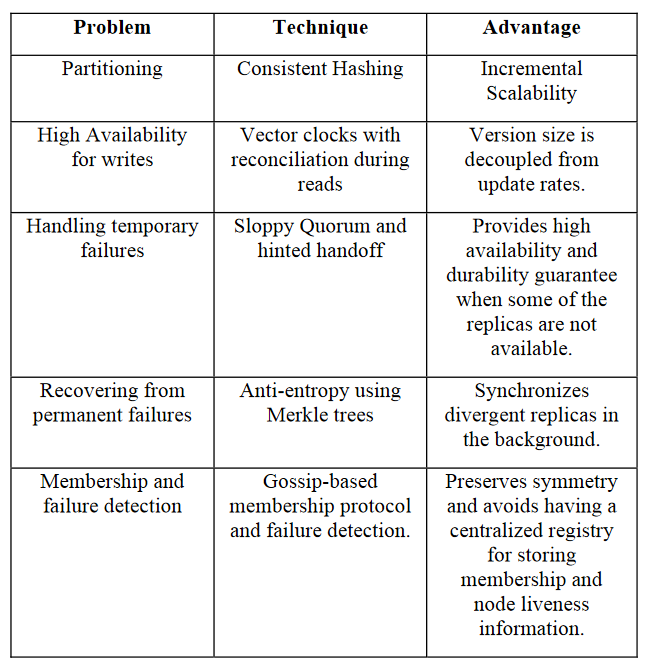 Problem Technique Advantage
Partitioning Consistent Hashing Incremental
Scalability
High Availability
for writes
Vector clocks with
reconciliation during
reads
Version size is
decoupled from
update rates.
Handling temporary
failures
Sloppy Quorum and
hinted handoff
Provides high
availability and
durability guarantee
when some of the
replicas are not
available.
Recovering from
permanent failures
Anti-entropy using
Merkle trees
Synchronizes
divergent replicas in
the background.
Membership and
failure detection
Gossip-based
membership protocol
and failure detection.
Preserves symmetry
and avoids having a
centralized registry
for storing
membership and
node liveness
information.